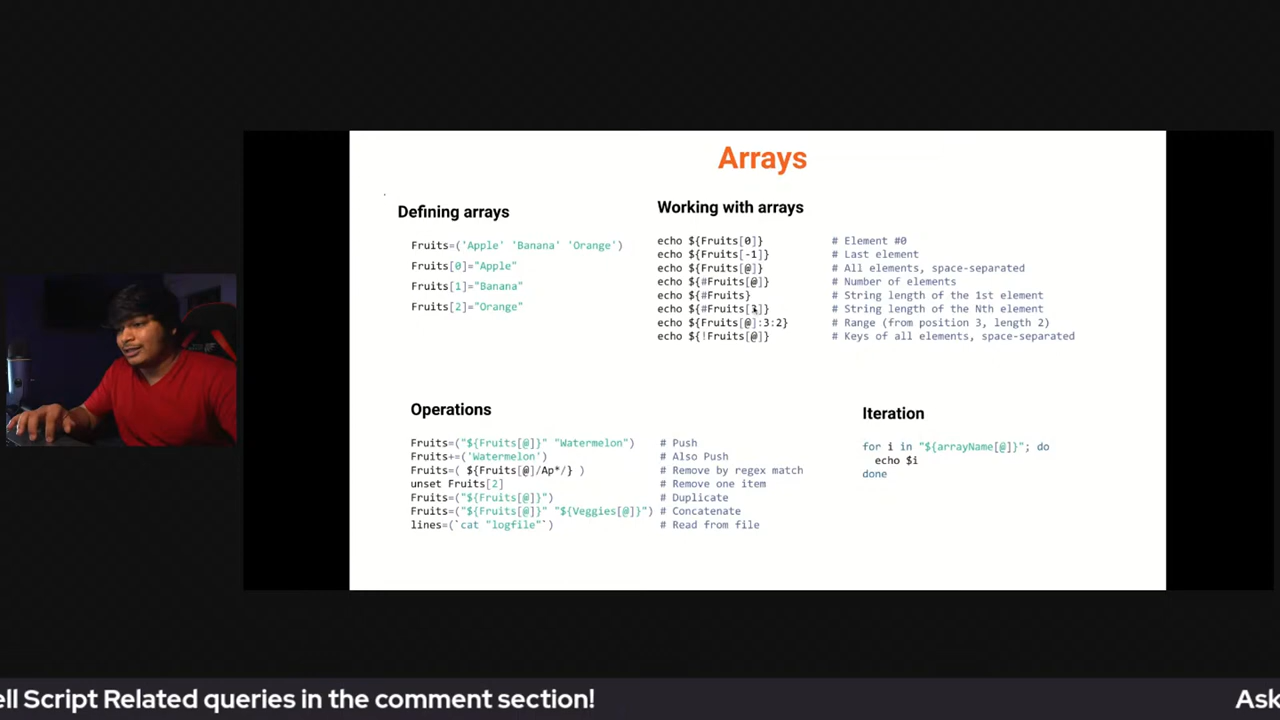 Arrays
Defining arrays
Fruits=('Apple' 'Banana' 'Orange')
Fruits[0]="Apple"
Fruits[1]="Banana"
Fruits[2]="Orange"
Working with arrays
echo ${Fruits[0]} # Element #0
echo ${Fruits[-1]} # Last element
echo ${Fruits[@]} # All elements, space-separated
echo ${#Fruits[@]} # Number of elements
echo ${#Fruits} # String length of the 1st element
echo ${#Fruits[3]} # String length of the Nth element
echo ${Fruits[@]:3:2} # Range (from position 3, length 2)
echo ${!Fruits[@]} # Keys of all elements, space-separated
Operations
Fruits=("${Fruits[@]}" "Watermelon") # Push
Fruits+=('Watermelon') # Also Push
Fruits=( ${Fruits[@]/Ap*/} ) # Remove by regex match
unset Fruits[2] # Remove one item
Fruits=("${Fruits[@]}") # Duplicate
Fruits=("${Fruits[@]}" "${Veggies[@]}") # Concatenate
lines=(`cat "logfile"`) # Read from file
Iteration
for i in "${arrayName[@]}"; do
echo $i
done
ell Script Related queries in the comment section! Ask